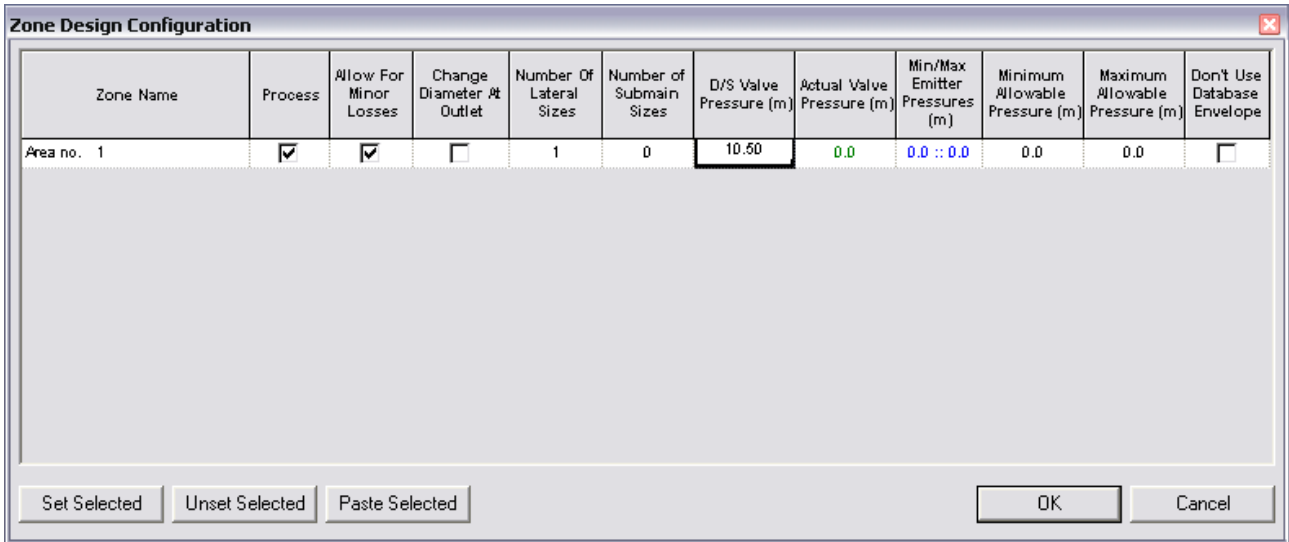 Zone Design Configuration
Zone Name
Process
Allow For
Minor
Losses
Change
Diameter At
Outlet
Number Of
Lateral
Sizes
Number of
Submain
Sizes
D/S Valve
Pressure (m)
Actual Valve
Pressure (m)
Min/Max
Emitter
Pressures
(m)
Minimum
Allowable
Pressure (m)
Maximum
Allowable
Pressure (m)
Don't Use
Database
Envelope
Area no. 1 1 0 10.50 0.0 0.0 :: 0.0 0.0 0.0
Set Selected Unset Selected Paste Selected OK Cancel